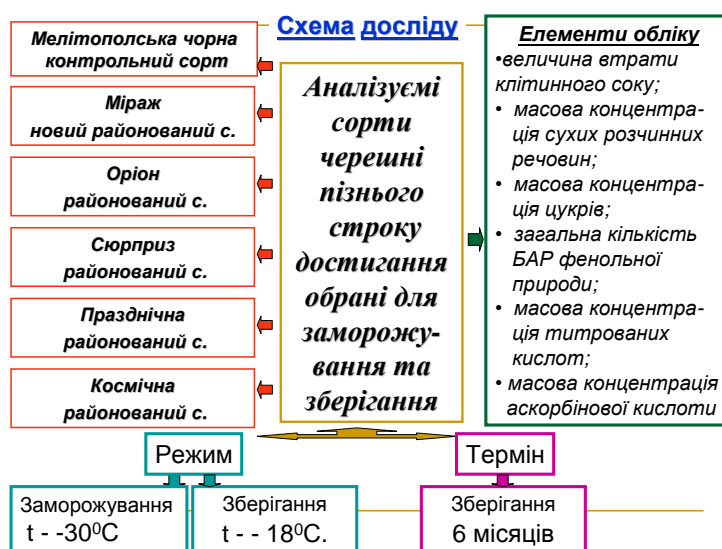 Схема досліду
Мелітопольська чорна
контрольний сорт
Міраж
новий районований с.
Оріон
районований с.
Сюрприз
районований с.
Празднічна
районований с.
Космічна
районований с.
Аналізуємі
сорти
черешні
пізнього
строку
достигання
обрані для
заморожу-
вання та
зберігання
Елементи обліку
•величина втрати
клітинного соку;
• масова концентра-
ція сухих розчинних
речовин;
• масова концентра-
ція цукрів;
• загальна кількість
БАР фенольної
природи;
• масова концентра-
ція титрованих
кислот;
• масова концентрація
аскорбінової кислоти
Режим
Термін
Заморожування
t - -30⁰С
Зберігання
t - - 18⁰С.
Зберігання
6 місяців